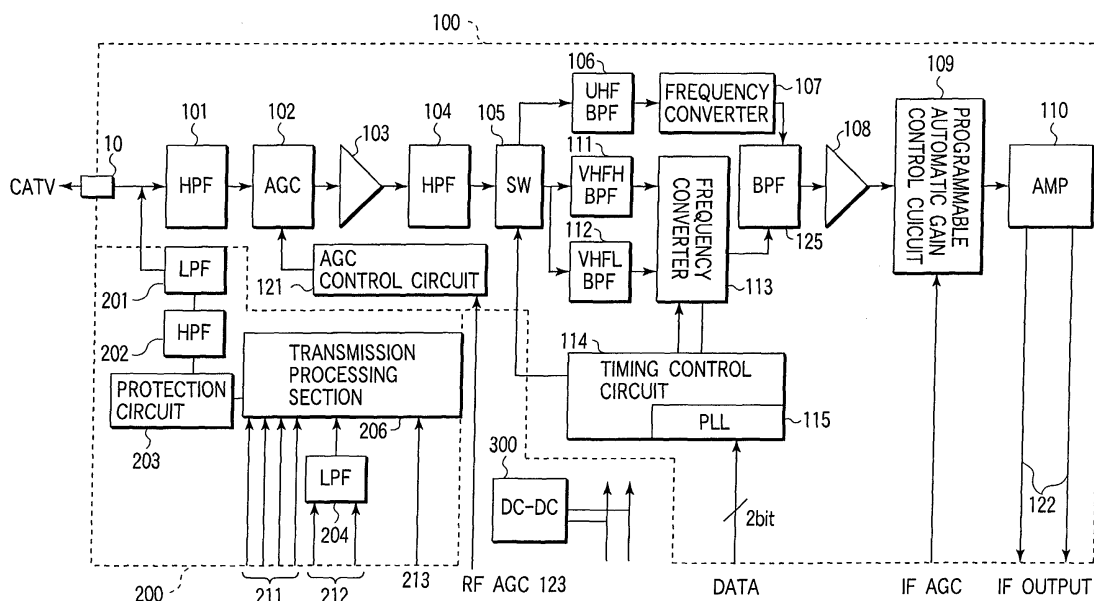 100
106
UHF
BPF
FREQUENCY
CONVERTER
107
109
PROGRAMMABLE
AUTOMATIC GAIN
CONTROL CUICUIT
110
AMP
101
HPF
102
AGC
103
104
HPF
105
SW
111
VHFH
BPF
112
VHFL
BPF
FREQUENCY
CONVERTER
113
BPF
125
108
10
CATV
LPF
201
HPF
202
PROTECTION
CIRCUIT
203
AGC
CONTROL CIRCUIT
121
TRANSMISSION
PROCESSING
SECTION
206
LPF
204
114
TIMING CONTROL
CIRCUIT
PLL
115
300
DC-DC
2bit
122
200
211
212
213
RF AGC 123
DATA
IF AGC
IF OUTPUT